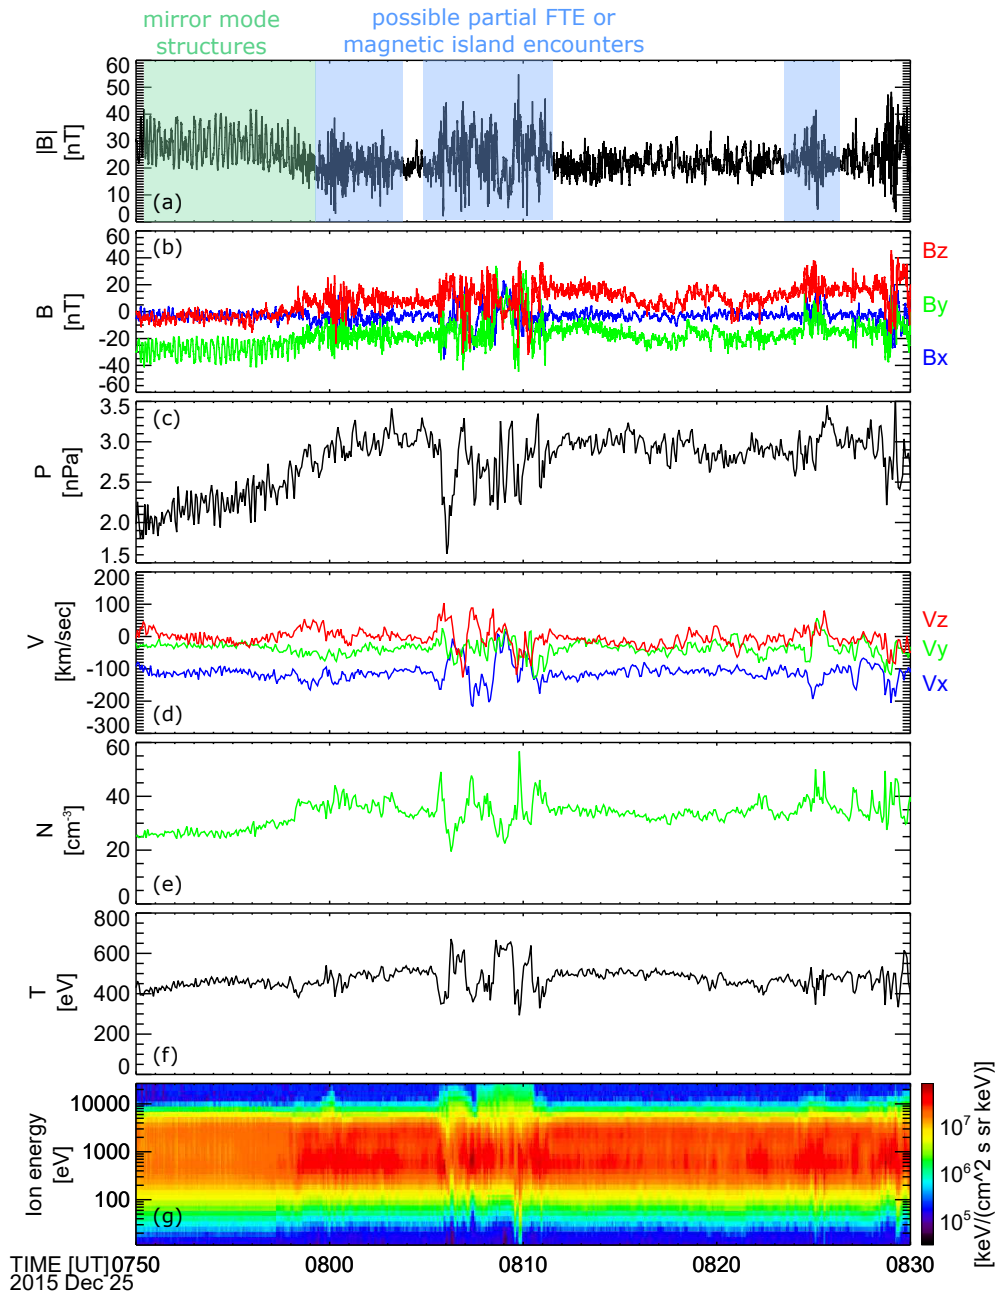 mirror mode
structures
possible partial FTE or
magnetic island encounters
|B|
[nT]
60
50
40
30
20
10
0
(a)
B
[nT]
60
40
20
0
-20
-40
-60
(b)
Bz
By
Bx
P
[nPa]
3.5
3.0
2.5
2.0
1.5
(c)
V
[km/sec]
200
100
0
-100
-200
-300
(d)
Vz
Vy
Vx
N
[cm⁻³]
60
40
20
0
(e)
T
[eV]
800
600
400
200
0
(f)
Ion energy
[eV]
10000
1000
100
(g)
10⁷
10⁶
10⁵
[keV/(cm^2 s sr keV)]
TIME [UT] 0750 0800 0810 0820 0830
2015 Dec 25